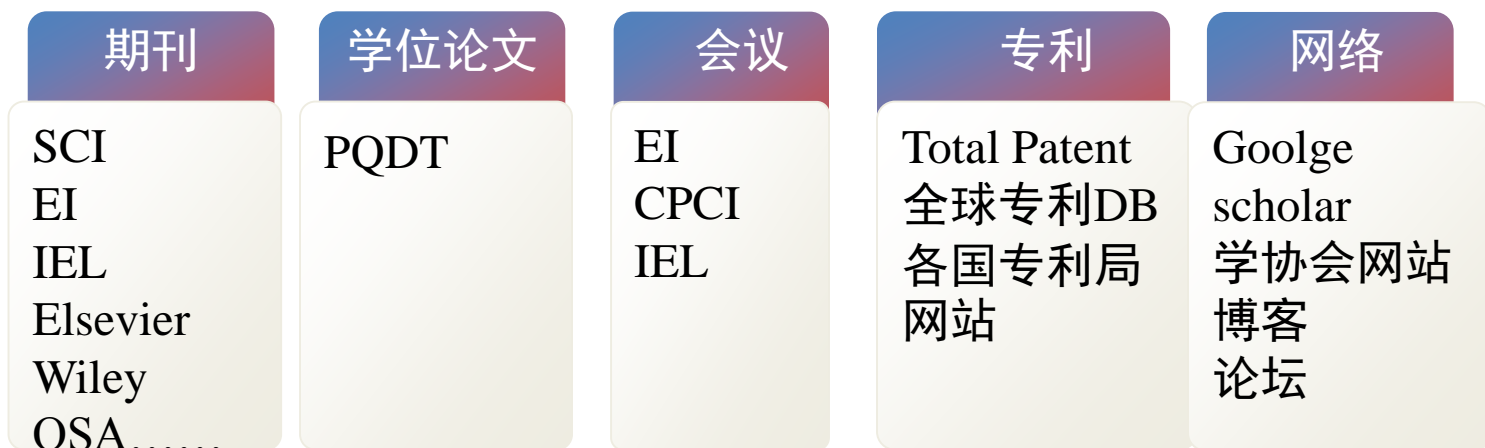 期刊
SCI
EI
IEL
Elsevier
Wiley
OSA......
学位论文
PQDT
会议
EI
CPCI
IEL
专利
Total Patent
全球专利DB
各国专利局
网站
网络
Goolge
scholar
学协会网站
博客
论坛